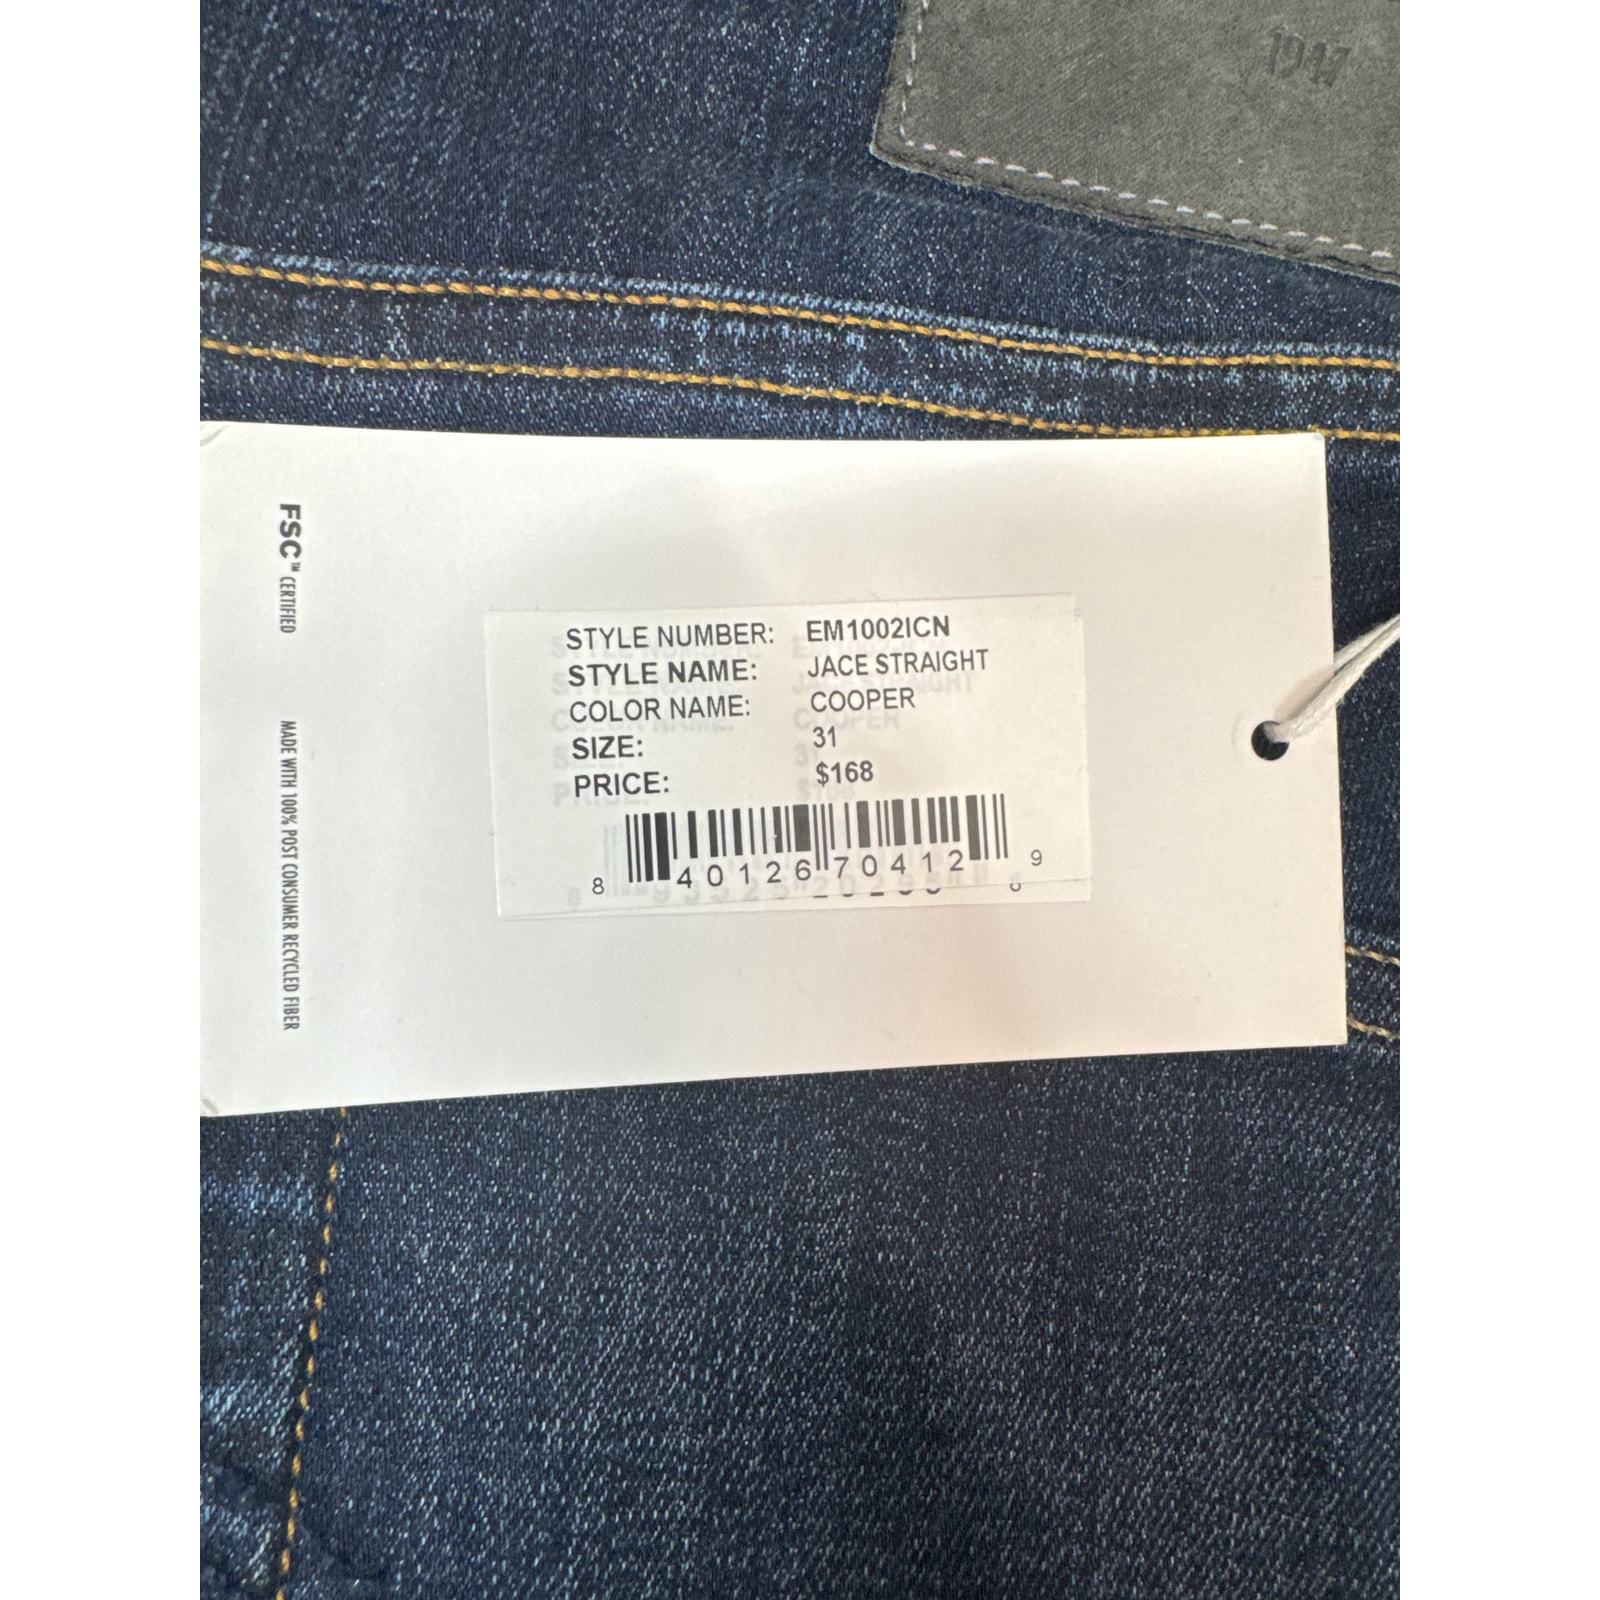 1947
FSC™ CERTIFIED
MADE WITH 100% POST CONSUMER RECYCLED FIBER
STYLE NUMBER: EM1002ICN
STYLE NAME: JACE STRAIGHT
COLOR NAME: COOPER
SIZE: 31
PRICE: $168
8 40126 70412 9